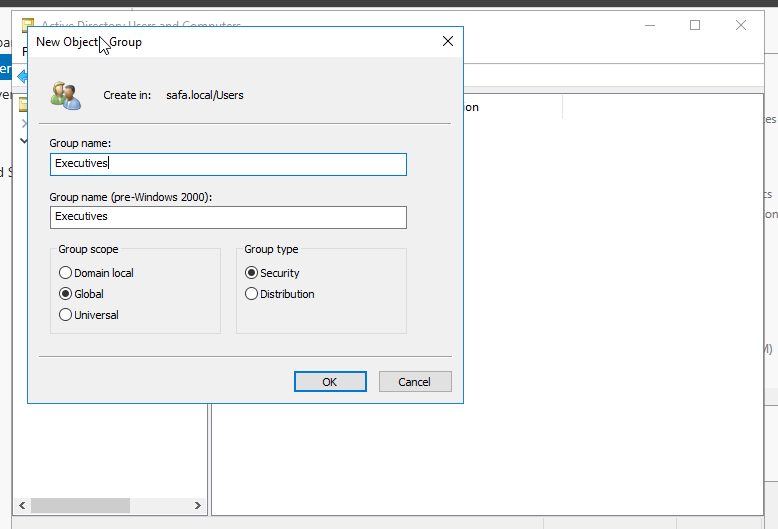 Active Directory Users and Computers
New Object - Group
Create in: safa.local/Users
Group name:
Executives
Group name (pre-Windows 2000):
Executives
Group scope
Domain local
Global
Universal
Group type
Security
Distribution
OK
Cancel